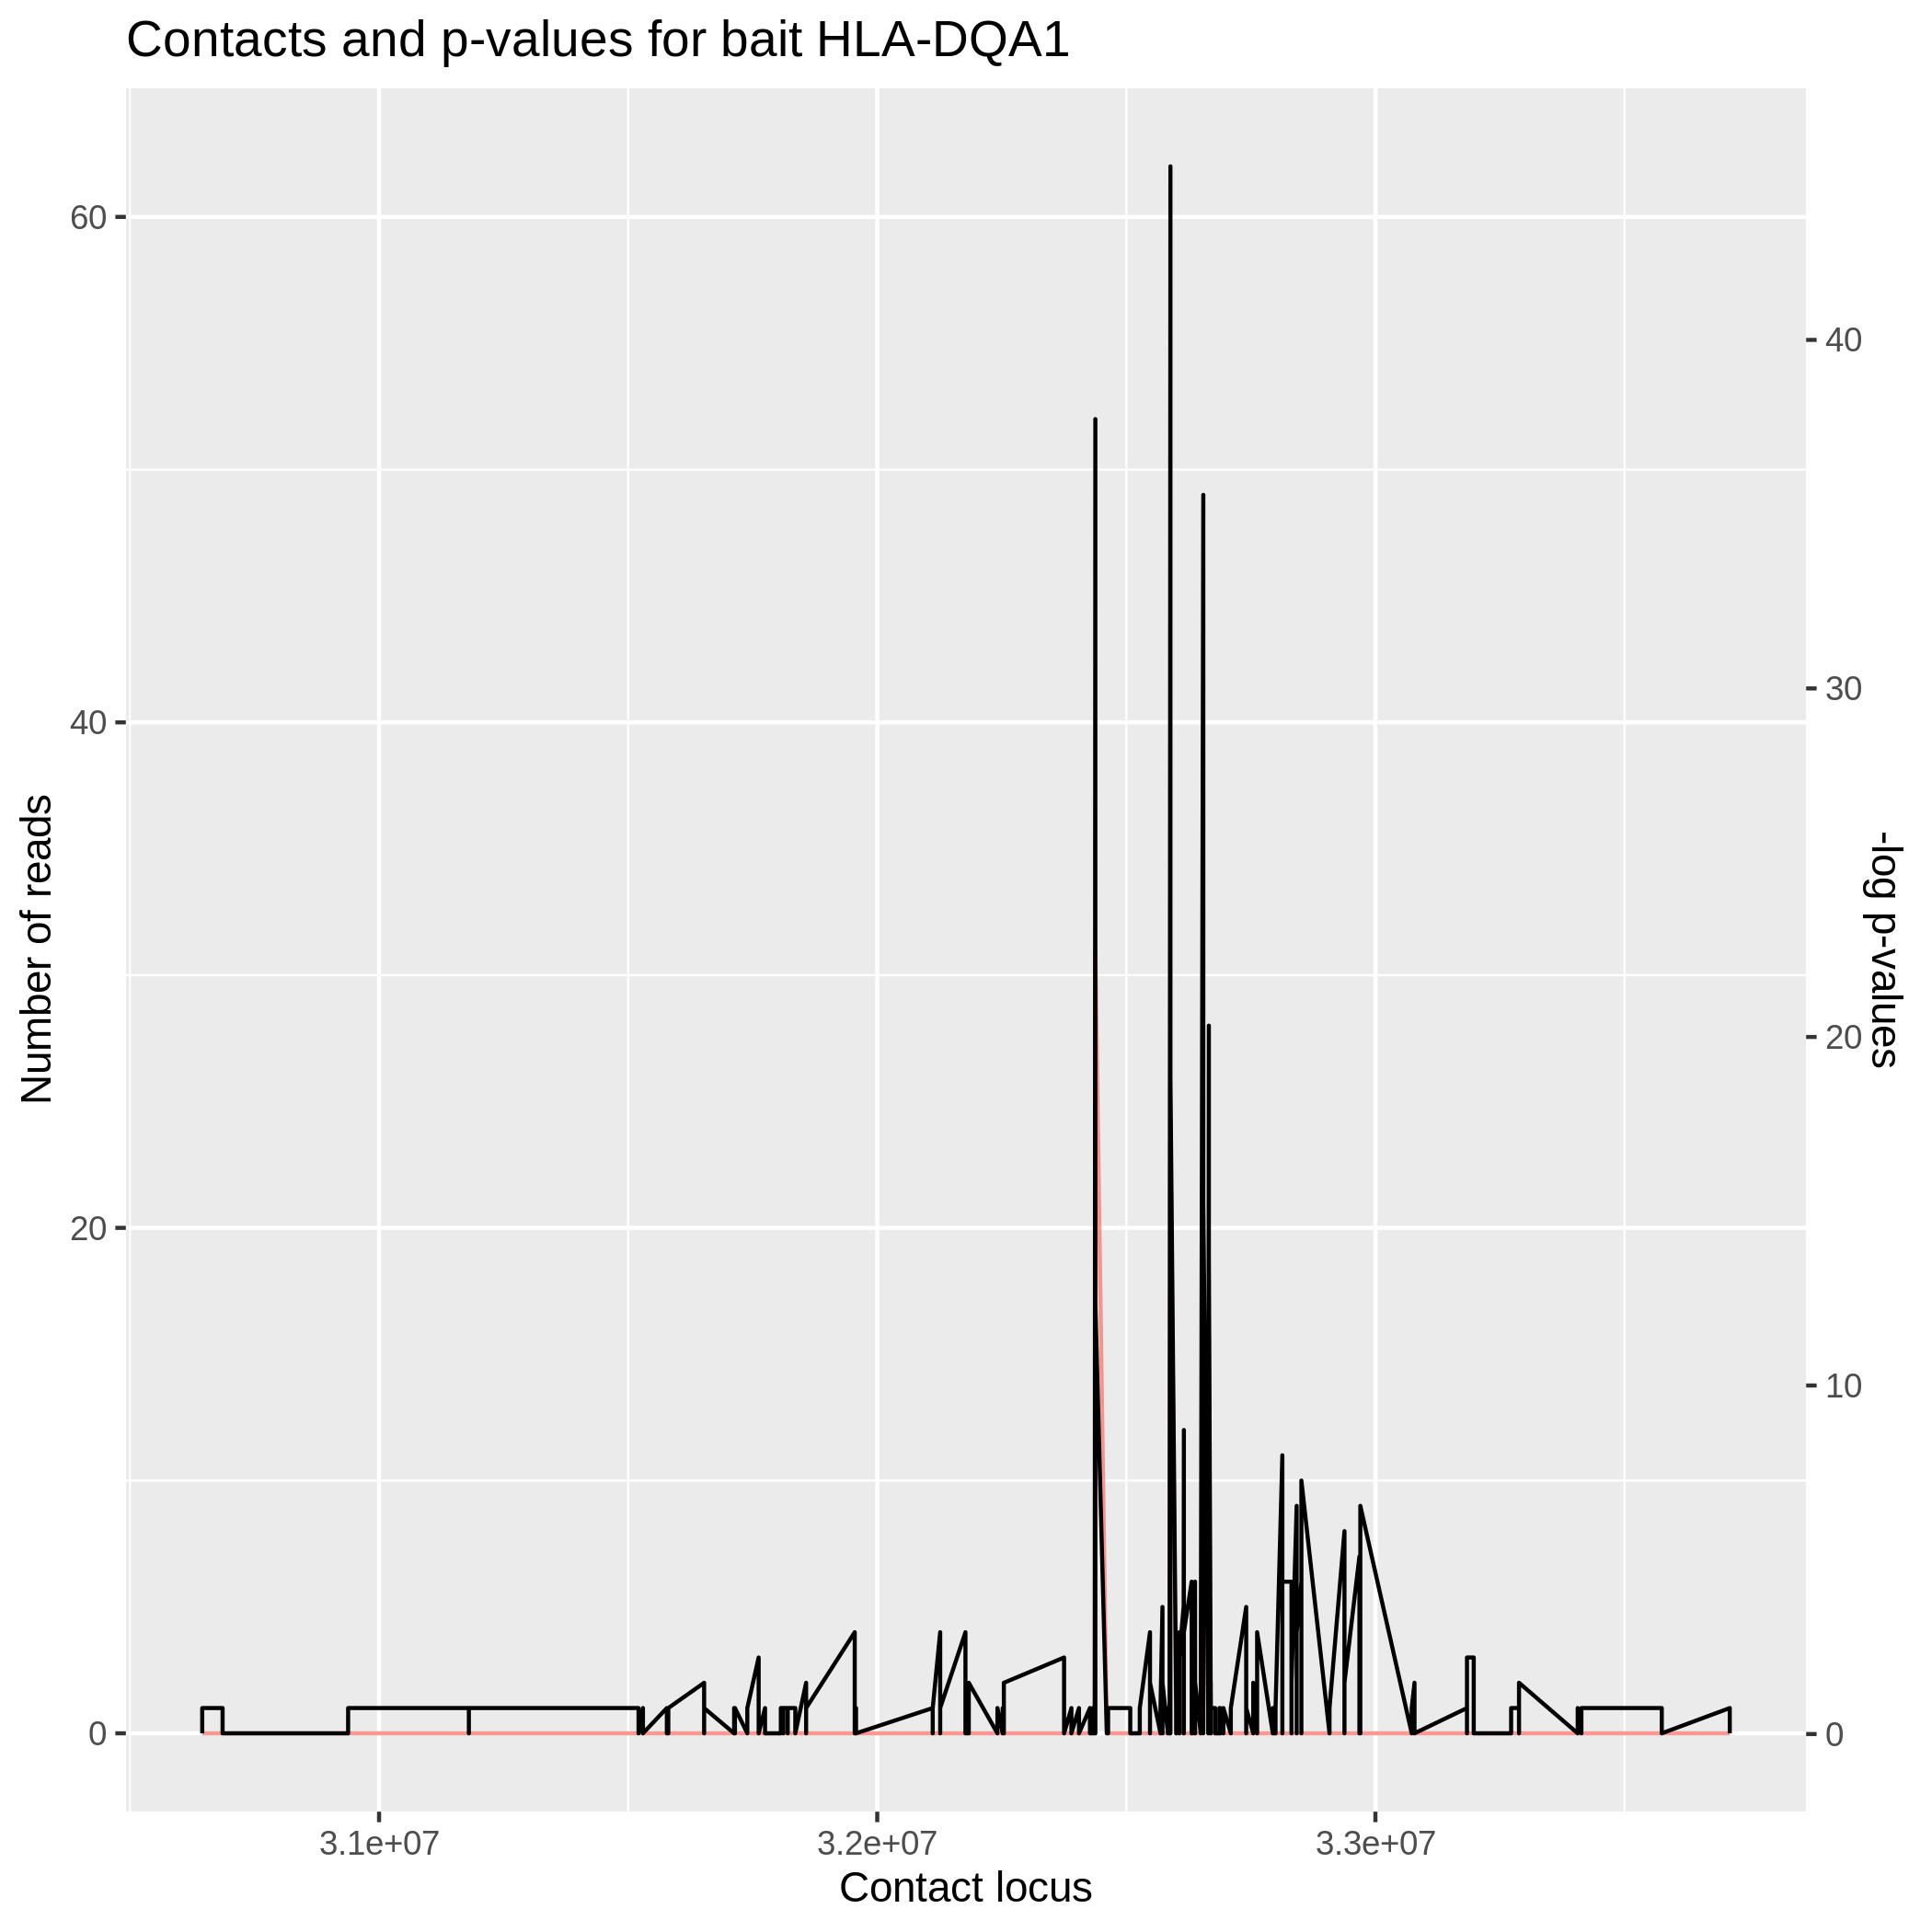 Contacts and p-values for bait HLA-DQA1
60
40
20
0
Number of reads
40
30
20
10
0
-log p-values
3.1e+07
3.2e+07
3.3e+07
Contact locus